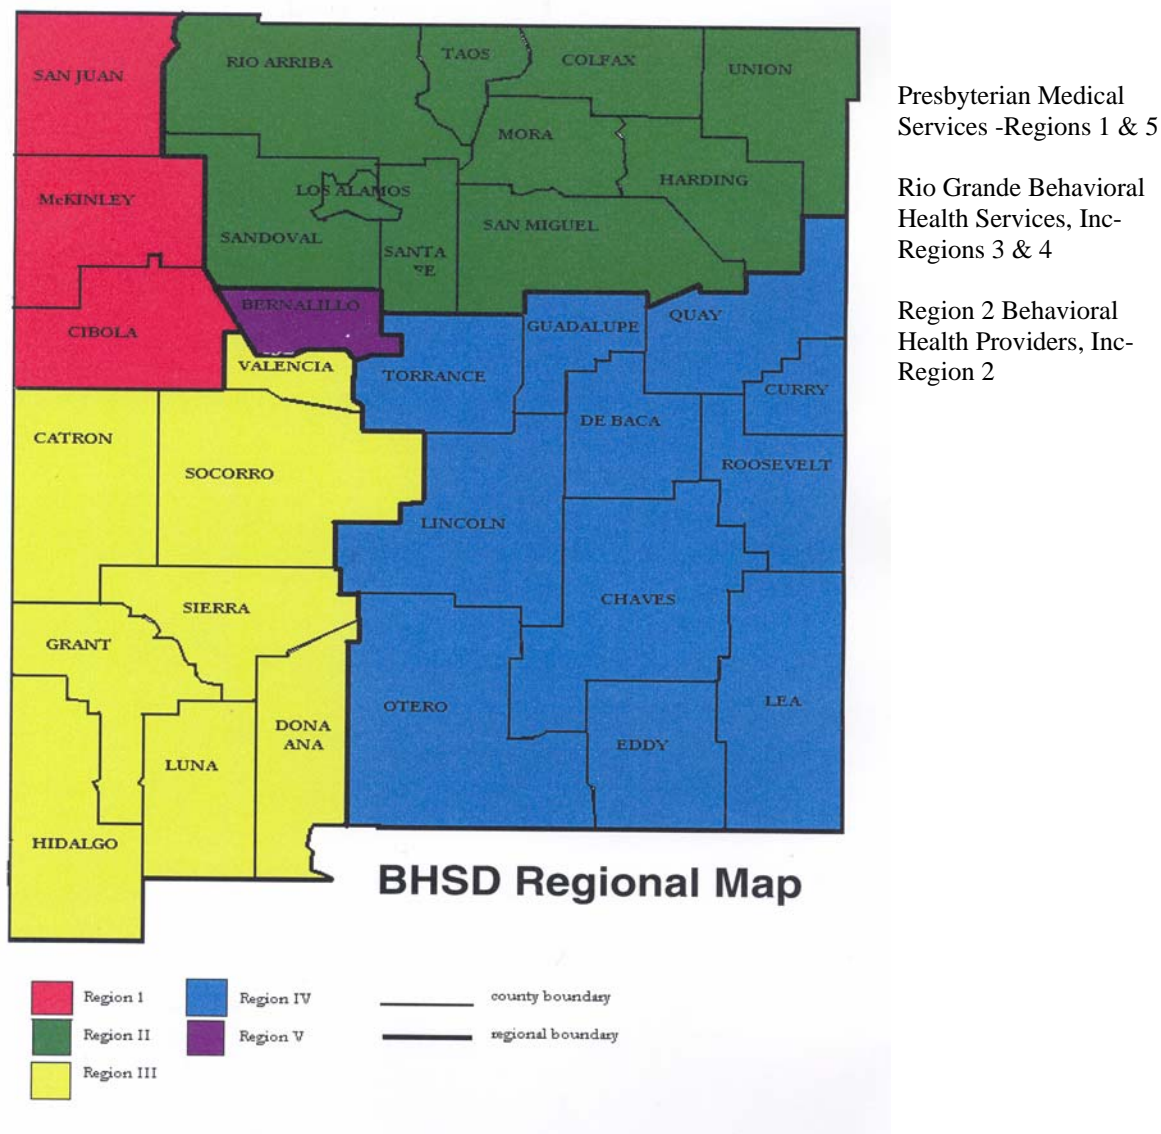 SAN JUAN
RIO ARRIBA
TAOS
COLFAX
UNION
McKINLEY
LOS ALAMOS
MORA
HARDING
SANDOVAL
SANTA
FE
SAN MIGUEL
CIBOLA
BERNALILLO
VALENCIA
TORRANCE
GUADALUPE
QUAY
CURRY
CATRON
SOCORRO
DE BACA
ROOSEVELT
LINCOLN
SIERRA
CHAVES
GRANT
OTERO
LEA
DONA
ANA
LUNA
EDDY
HIDALGO
Presbyterian Medical
Services -Regions 1 & 5
Rio Grande Behavioral
Health Services, Inc-
Regions 3 & 4
Region 2 Behavioral
Health Providers, Inc-
Region 2
BHSD Regional Map
Region 1
Region II
Region III
Region IV
Region V
county boundary
regional boundary